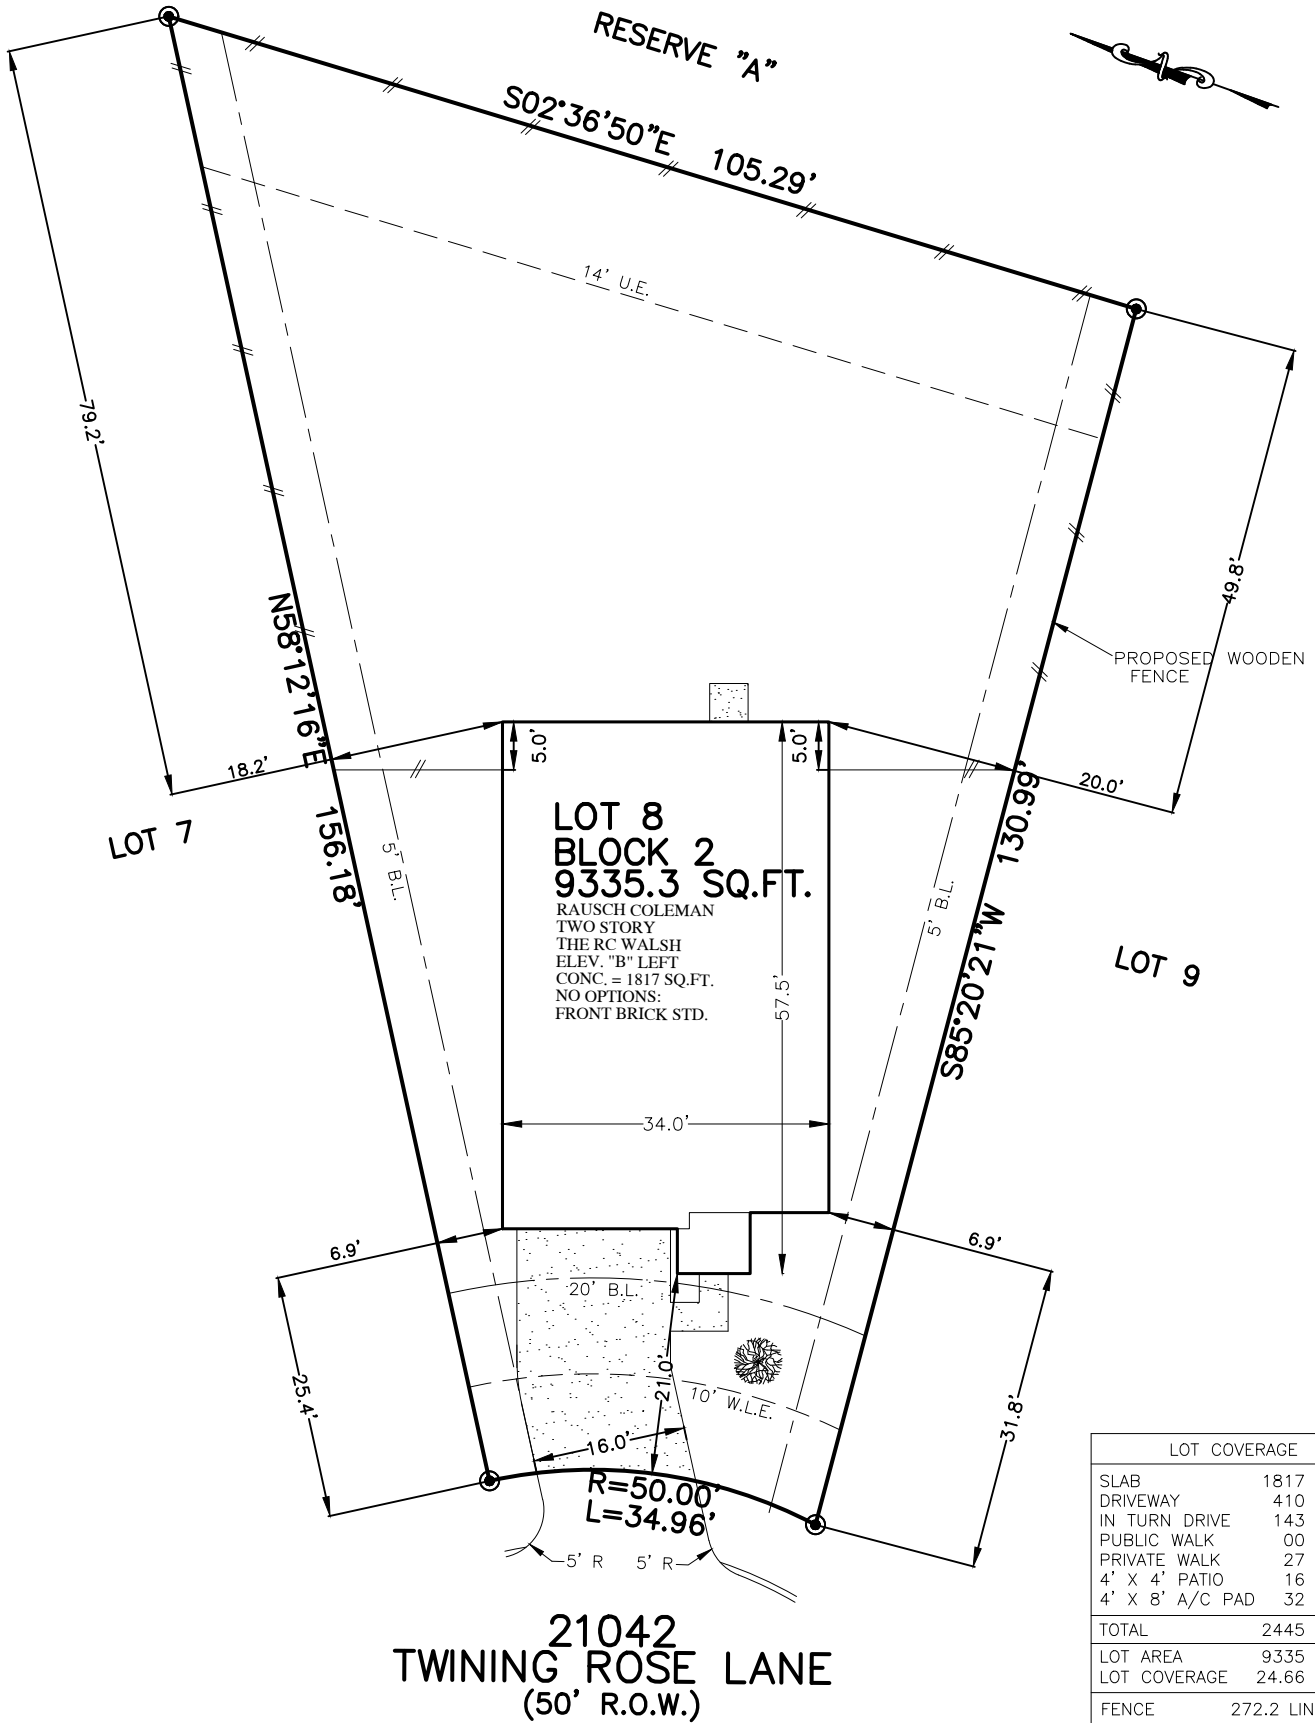 RESERVE "A"
S02°36'50"E 105.29'
14' U.E.
79.2'
49.8'
PROPOSED WOODEN
FENCE
N58°12'16"E 156.18'
18.2'
5.0'
5.0'
20.0'
LOT 7
5' B.L.
LOT 8
BLOCK 2
9335.3 SQ.FT.
RAUSCH COLEMAN
TWO STORY
THE RC WALSH
ELEV. "B" LEFT
CONC. = 1817 SQ.FT.
NO OPTIONS:
FRONT BRICK STD.
57.5'
5' B.L.
S85°20'21"W 130.99'
LOT 9
34.0'
6.9'
6.9'
20' B.L.
25.4'
21.0'
10' W.L.E.
31.8'
16.0'
R=50.00'
L=34.96'
5' R
5' R
21042
TWINING ROSE LANE
(50' R.O.W.)
LOT COVERAGE
SLAB 1817
DRIVEWAY 410
IN TURN DRIVE 143
PUBLIC WALK 00
PRIVATE WALK 27
4' X 4' PATIO 16
4' X 8' A/C PAD 32
TOTAL 2445
LOT AREA 9335
LOT COVERAGE 24.66
FENCE 272.2 LIN